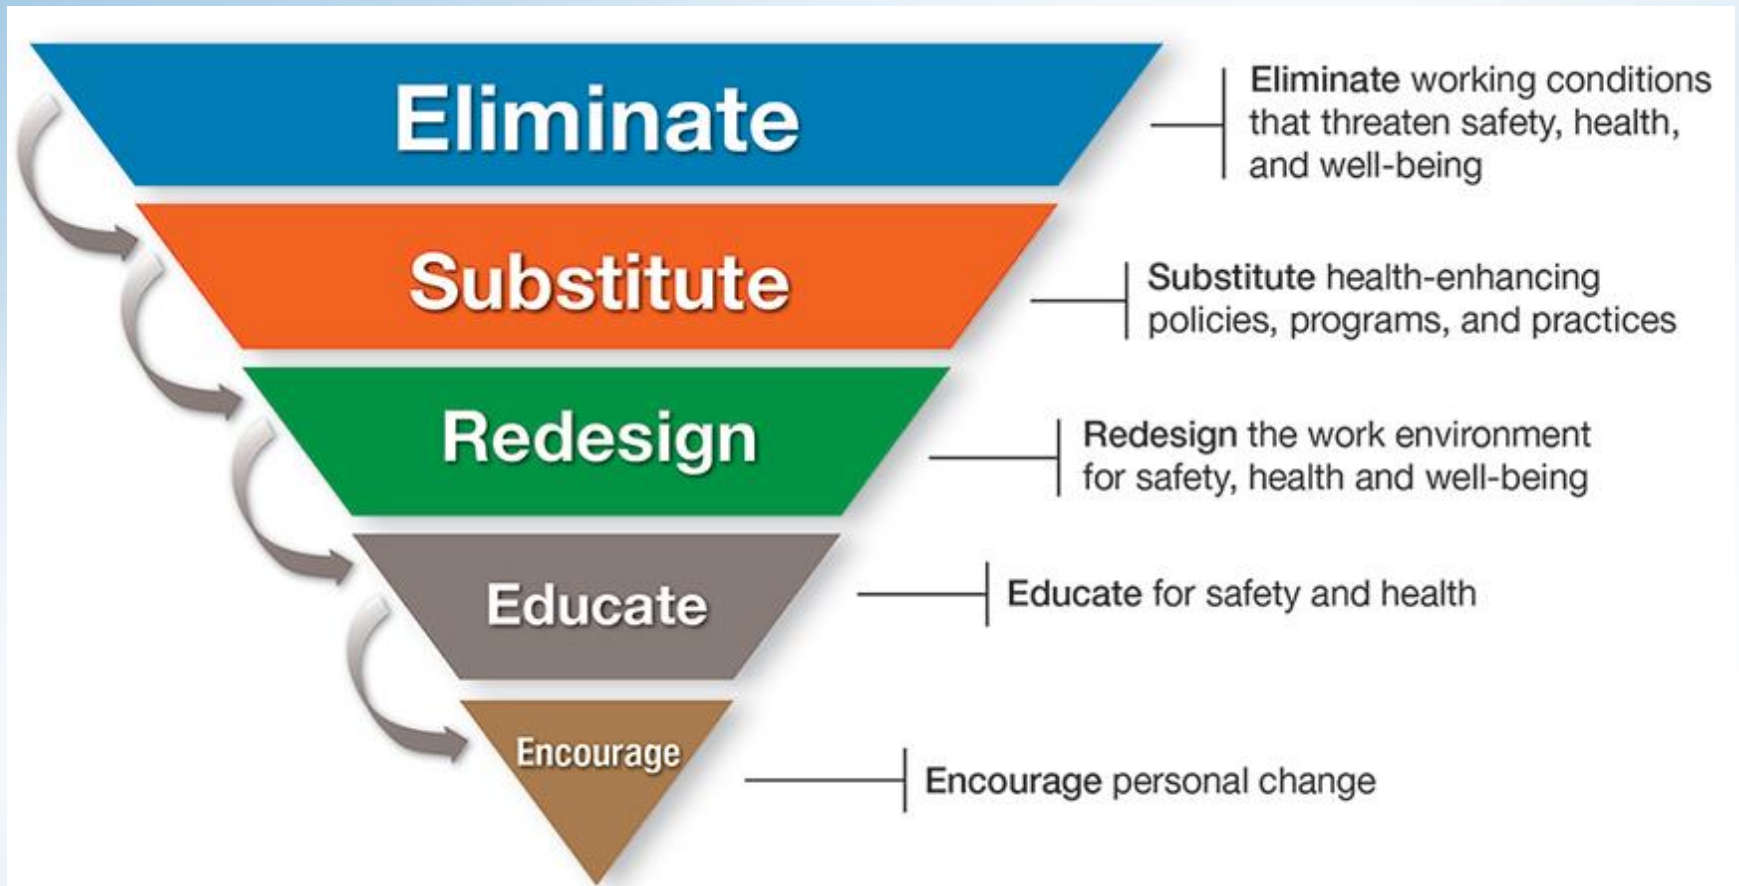 Eliminate
Eliminate working conditions
that threaten safety, health,
and well-being
Substitute
Substitute health-enhancing
policies, programs, and practices
Redesign
Redesign the work environment
for safety, health and well-being
Educate
Educate for safety and health
Encourage
Encourage personal change